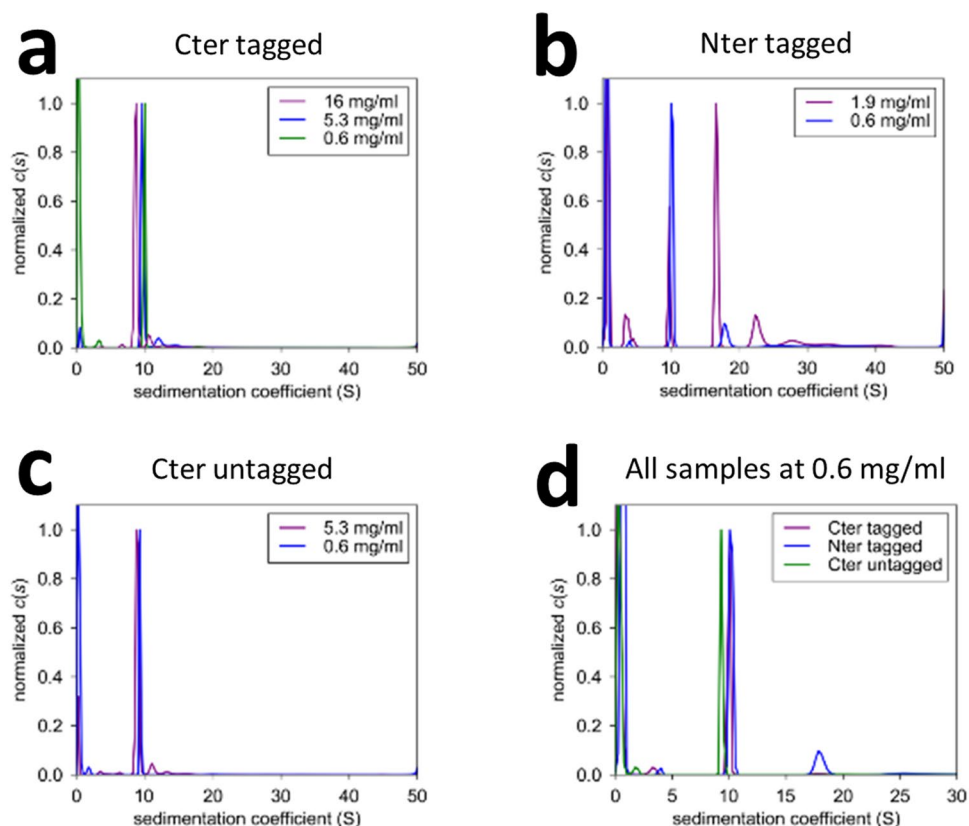 a
Cter tagged
normalized c(s)
1.0
0.8
0.6
0.4
0.2
0.0
16 mg/ml
5.3 mg/ml
0.6 mg/ml
0 10 20 30 40 50
sedimentation coefficient (S)
b
Nter tagged
normalized c(s)
1.0
0.8
0.6
0.4
0.2
0.0
1.9 mg/ml
0.6 mg/ml
0 10 20 30 40 50
sedimentation coefficient (S)
c
Cter untagged
normalized c(s)
1.0
0.8
0.6
0.4
0.2
0.0
5.3 mg/ml
0.6 mg/ml
0 10 20 30 40 50
sedimentation coefficient (S)
d
All samples at 0.6 mg/ml
normalized c(s)
1.0
0.8
0.6
0.4
0.2
0.0
Cter tagged
Nter tagged
Cter untagged
0 5 10 15 20 25 30
sedimentation coefficient (S)